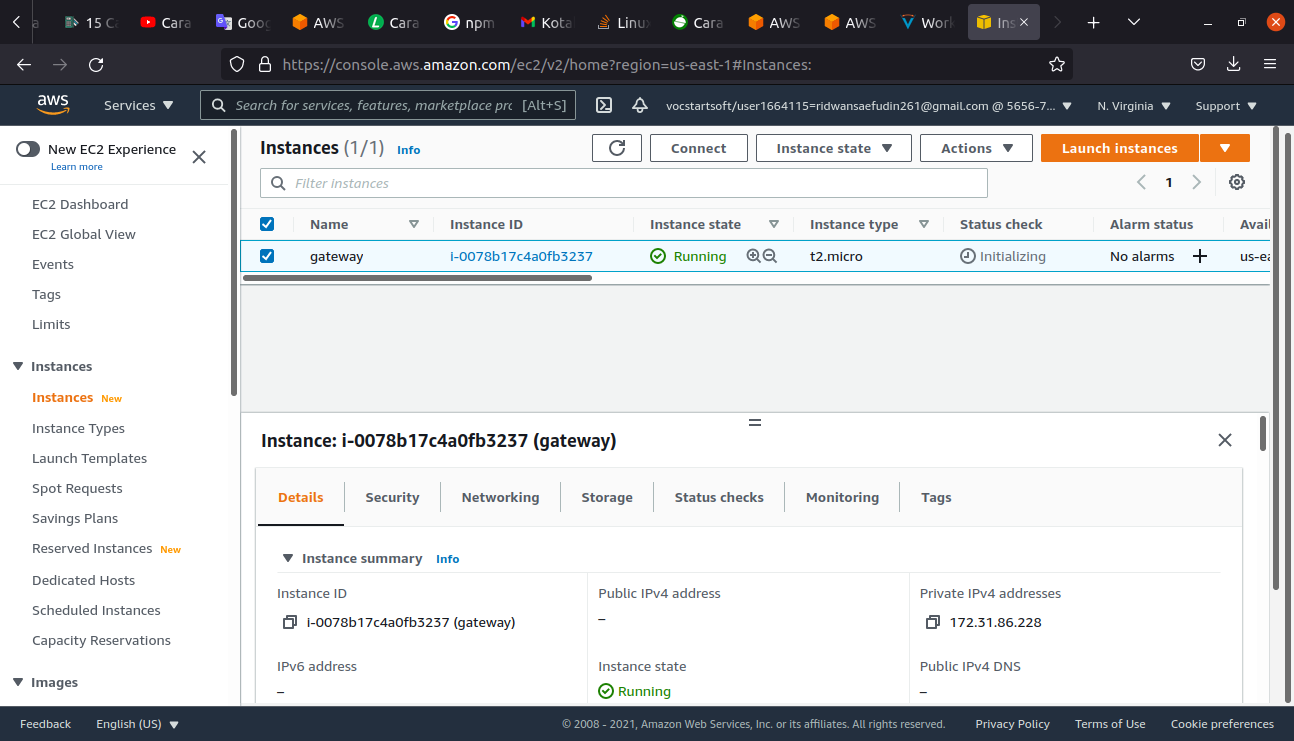 15 Ca
Cara
Goog
AWS
Cara
npm
Kota
Linu
Cara
AWS
AWS
Work
Ins
https://console.aws.amazon.com/ec2/v2/home?region=us-east-1#Instances:
aws
Services
Search for services, features, marketplace prc [Alt+S]
vocstartsoft/user1664115=ridwansaefudin261@gmail.com @ 5656-7...
N. Virginia
Support
New EC2 Experience
Learn more
EC2 Dashboard
EC2 Global View
Events
Tags
Limits
Instances
Instances New
Instance Types
Launch Templates
Spot Requests
Savings Plans
Reserved Instances New
Dedicated Hosts
Scheduled Instances
Capacity Reservations
Images
Instances (1/1) Info
Connect
Instance state
Actions
Launch instances
Filter instances
1
Name Instance ID Instance state Instance type Status check Alarm status Avail
gateway i-0078b17c4a0fb3237 Running t2.micro Initializing No alarms us-ea
Instance: i-0078b17c4a0fb3237 (gateway)
Details Security Networking Storage Status checks Monitoring Tags
Instance summary Info
Instance ID
i-0078b17c4a0fb3237 (gateway)
Public IPv4 address
–
Private IPv4 addresses
172.31.86.228
IPv6 address
–
Instance state
Running
Public IPv4 DNS
–
Feedback English (US) © 2008 - 2021, Amazon Web Services, Inc. or its affiliates. All rights reserved. Privacy Policy Terms of Use Cookie preferences